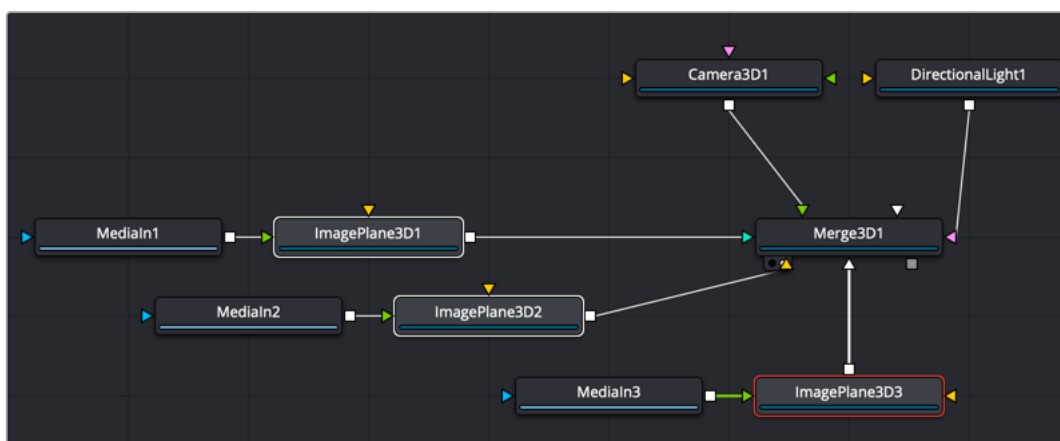 Camera3D1
DirectionalLight1
MediaIn1
ImagePlane3D1
Merge3D1
MediaIn2
ImagePlane3D2
MediaIn3
ImagePlane3D3